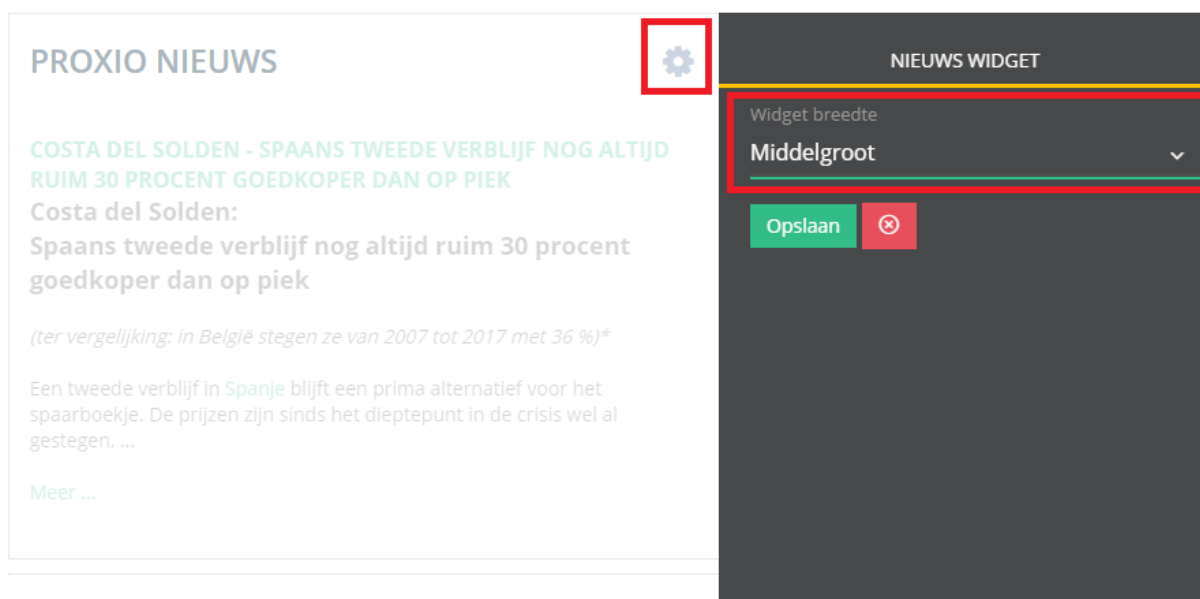 PROXIO NIEUWS
COSTA DEL SOLDEN - SPAANS TWEEDE VERBLIJF NOG ALTIJD
RUIM 30 PROCENT GOEDKOPER DAN OP PIEK
Costa del Solden:
Spaans tweede verblijf nog altijd ruim 30 procent
goedkoper dan op piek
(ter vergelijking: in België stegen ze van 2007 tot 2017 met 36 %)*
Een tweede verblijf in Spanje blijft een prima alternatief voor het
spaarboekje. De prijzen zijn sinds het dieptepunt in de crisis wel al
gestegen, ...
Meer ...
NIEUWS WIDGET
Widget breedte
Middelgroot
Opslaan